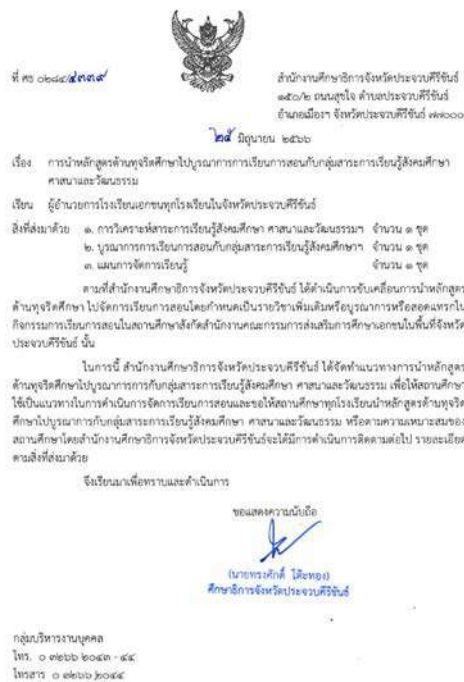 ที่ ศธ ๐๒๘๔/๔๓๓๙
สำนักงานศึกษาธิการจังหวัดประจวบคีรีขันธ์
๑๕๐/๒ ถนนสุขใจ ตำบลประจวบคีรีขันธ์
อำเภอเมืองฯ จังหวัดประจวบคีรีขันธ์ ๗๗๐๐๐
๒๕ มิถุนายน ๒๕๖๖
เรื่อง การนำหลักสูตรต้านทุจริตศึกษาไปบูรณาการการเรียนการสอนกับกลุ่มสาระการเรียนรู้สังคมศึกษา
ศาสนาและวัฒนธรรม
เรียน ผู้อำนวยการโรงเรียนเอกชนทุกโรงเรียนในจังหวัดประจวบคีรีขันธ์
สิ่งที่ส่งมาด้วย ๑. การวิเคราะห์สาระการเรียนรู้สังคมศึกษา ศาสนาและวัฒนธรรมฯ จำนวน ๑ ชุด
๒. บูรณาการการเรียนการสอนกับกลุ่มสาระการเรียนรู้สังคมศึกษาฯ จำนวน ๑ ชุด
๓. แผนการจัดการเรียนรู้ จำนวน ๑ ชุด
ตามที่สำนักงานศึกษาธิการจังหวัดประจวบคีรีขันธ์ ได้ดำเนินการขับเคลื่อนการนำหลักสูตร
ต้านทุจริตศึกษา ไปจัดการเรียนการสอนโดยกำหนดเป็นรายวิชาเพิ่มเติมหรือบูรณาการหรือสอดแทรกใน
กิจกรรมการเรียนการสอนในสถานศึกษาสังกัดสำนักงานคณะกรรมการส่งเสริมการศึกษาเอกชนในพื้นที่จังหวัด
ประจวบคีรีขันธ์ นั้น
ในการนี้ สำนักงานศึกษาธิการจังหวัดประจวบคีรีขันธ์ ได้จัดทำแนวทางการนำหลักสูตร
ต้านทุจริตศึกษาไปบูรณาการการกับกลุ่มสาระการเรียนรู้สังคมศึกษา ศาสนาและวัฒนธรรม เพื่อให้สถานศึกษา
ใช้เป็นแนวทางในการดำเนินการจัดการเรียนการสอนและขอให้สถานศึกษาทุกโรงเรียนนำหลักสูตรต้านทุจริต
ศึกษาไปบูรณาการกับกลุ่มสาระการเรียนรู้สังคมศึกษา ศาสนาและวัฒนธรรม หรือตามความเหมาะสมของ
สถานศึกษาโดยสำนักงานศึกษาธิการจังหวัดประจวบคีรีขันธ์จะได้มีการดำเนินการติดตามต่อไป รายละเอียด
ตามสิ่งที่ส่งมาด้วย
จึงเรียนมาเพื่อทราบและดำเนินการ
ขอแสดงความนับถือ
(นายทรงศักดิ์ โต๊ะทอง)
ศึกษาธิการจังหวัดประจวบคีรีขันธ์
กลุ่มบริหารงานบุคคล
โทร. ๐ ๓๒๖๖ ๒๐๔๓ - ๔๔
โทรสาร ๐ ๓๒๖๖ ๒๐๔๔